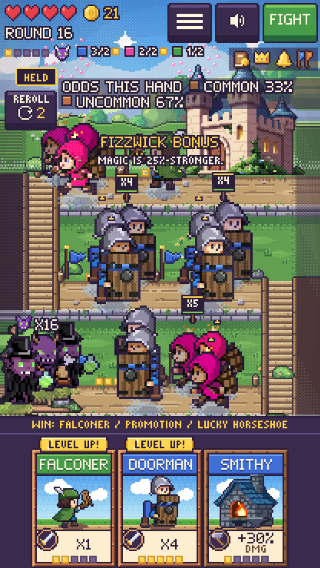 21
ROUND 16
FIGHT
3/2
2/2
1/2
HELD
REROLL
2
ODDS THIS HAND COMMON 33%
UNCOMMON 67%
FIZZWICK BONUS
MAGIC IS 25% STRONGER.
X4
X4
X5
X16
WIN: FALCONER / PROMOTION / LUCKY HORSESHOE
LEVEL UP!
LEVEL UP!
FALCONER
DOORMAN
SMITHY
X1
X4
+30%
DMG